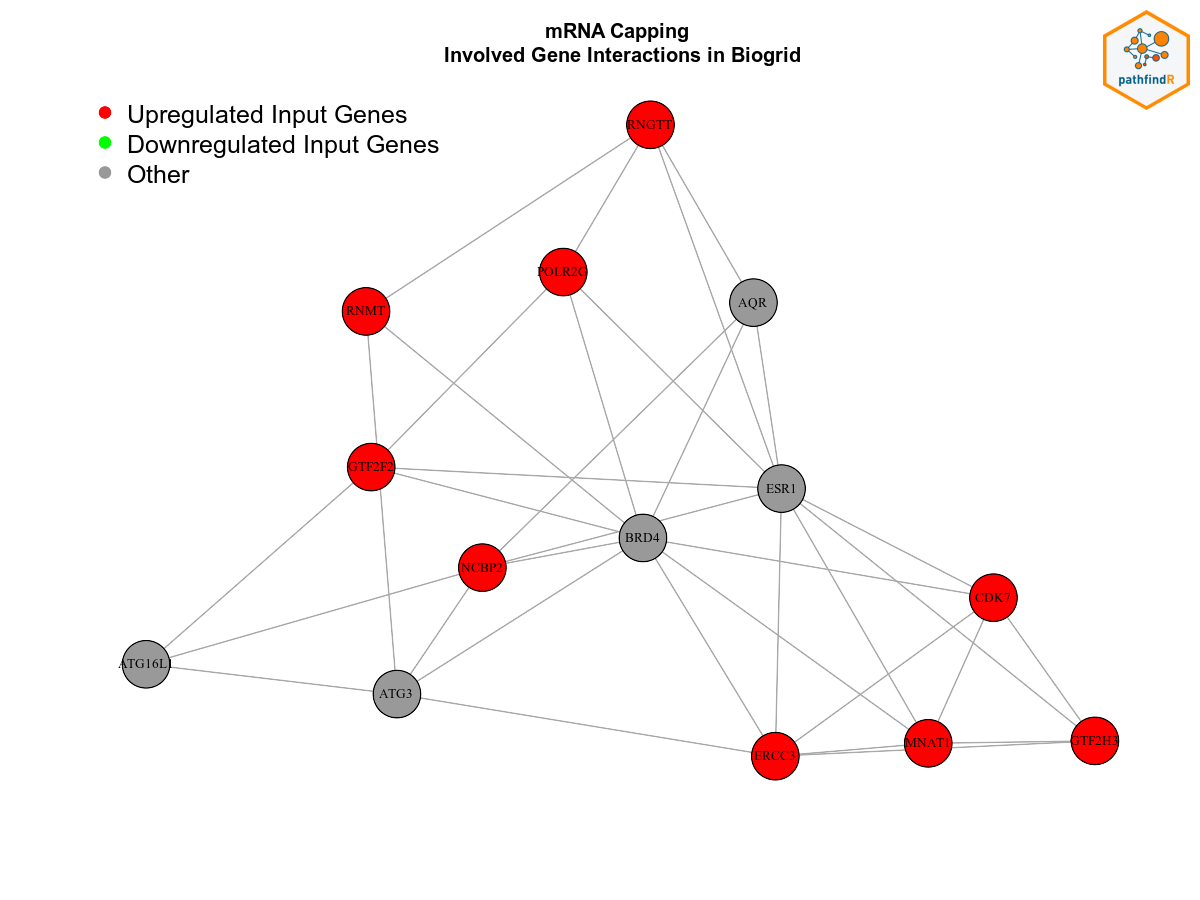 mRNA Capping
Involved Gene Interactions in Biogrid
pathfindR
Upregulated Input Genes
Downregulated Input Genes
Other
RNGTT
POLR2G
AQR
RNMT
GTF2F2
ESR1
BRD4
NCBP2
CDK7
ATG16L1
ATG3
ERCC3
MNAT1
GTF2H3